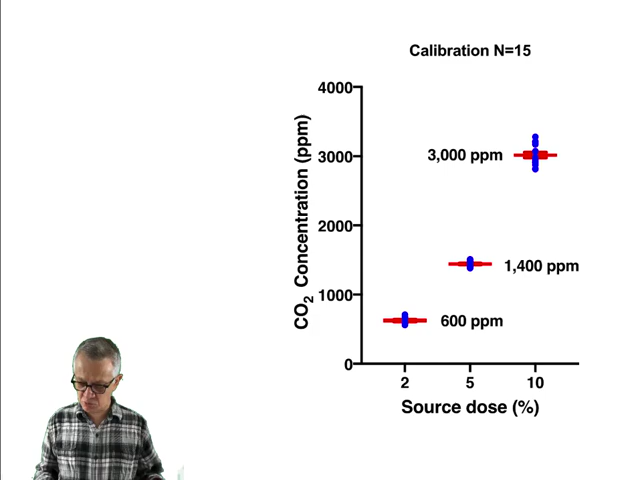 Calibration N=15
CO2 Concentration (ppm)
4000
3000
2000
1000
0
3,000 ppm
1,400 ppm
600 ppm
2 5 10
Source dose (%)